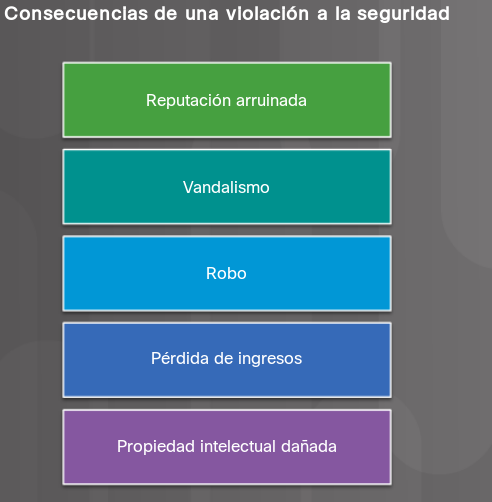 Consecuencias de una violación a la seguridad
Reputación arruinada
Vandalismo
Robo
Pérdida de ingresos
Propiedad intelectual dañada